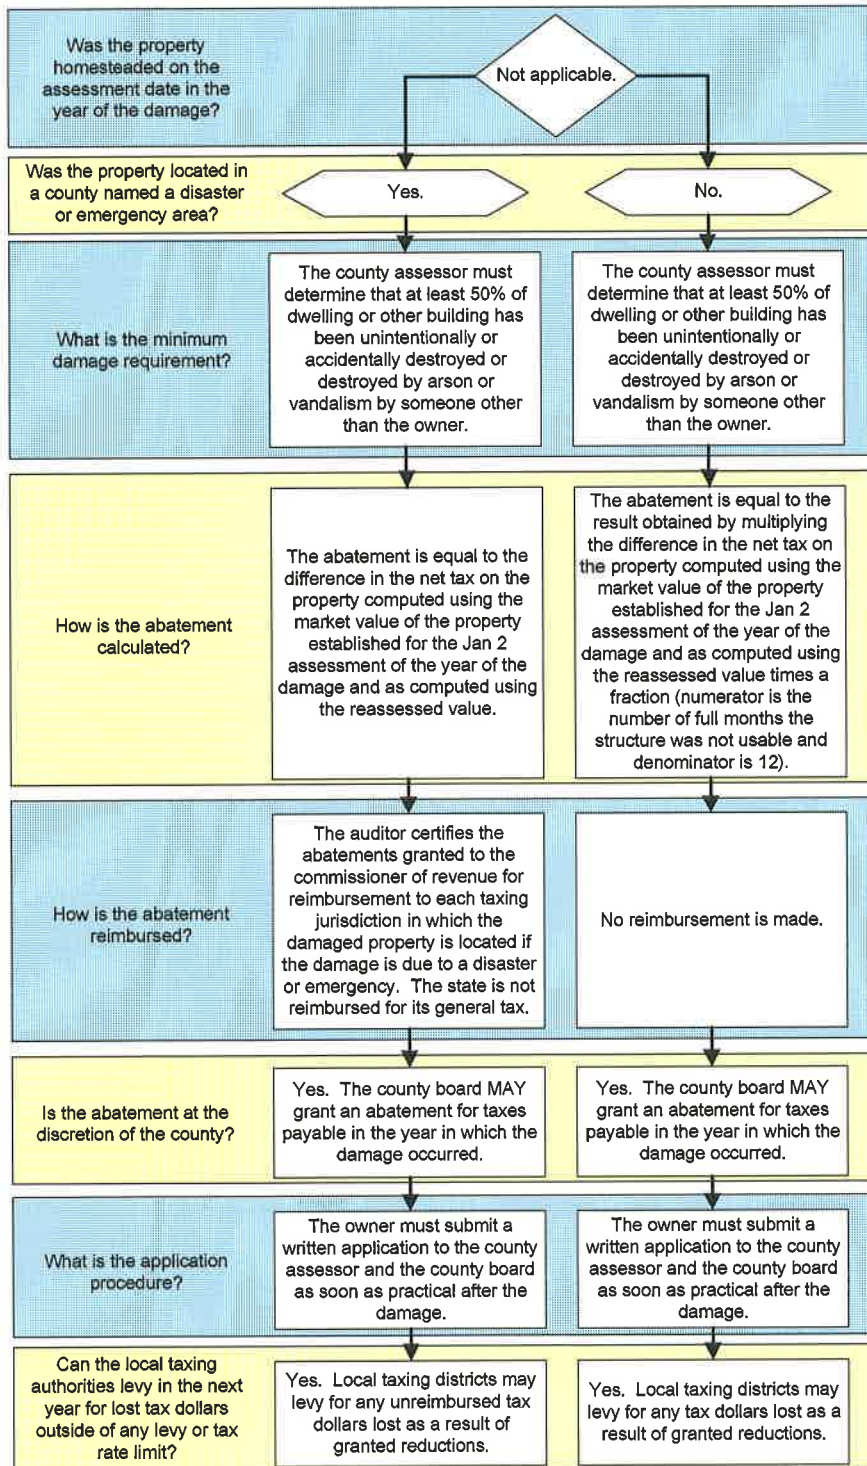 Was the property
homesteaded on the
assessment date in the
year of the damage?
Not applicable.
Was the property located in
a county named a disaster
or emergency area?
Yes.
No.
What is the minimum
damage requirement?
The county assessor must
determine that at least 50% of
dwelling or other building has
been unintentionally or
accidentally destroyed or
destroyed by arson or
vandalism by someone other
than the owner.
The county assessor must
determine that at least 50% of
dwelling or other building has
been unintentionally or
accidentally destroyed or
destroyed by arson or
vandalism by someone other
than the owner.
How is the abatement
calculated?
The abatement is equal to the
difference in the net tax on the
property computed using the
market value of the property
established for the Jan 2
assessment of the year of the
damage and as computed using
the reassessed value.
The abatement is equal to the
result obtained by multiplying
the difference in the net tax on
the property computed using the
market value of the property
established for the Jan 2
assessment of the year of the
damage and as computed using
the reassessed value times a
fraction (numerator is the
number of full months the
structure was not usable and
denominator is 12).
How is the abatement
reimbursed?
The auditor certifies the
abatements granted to the
commissioner of revenue for
reimbursement to each taxing
jurisdiction in which the
damaged property is located if
the damage is due to a disaster
or emergency. The state is not
reimbursed for its general tax.
No reimbursement is made.
Is the abatement at the
discretion of the county?
Yes. The county board MAY
grant an abatement for taxes
payable in the year in which the
damage occurred.
Yes. The county board MAY
grant an abatement for taxes
payable in the year in which the
damage occurred.
What is the application
procedure?
The owner must submit a
written application to the county
assessor and the county board
as soon as practical after the
damage.
The owner must submit a
written application to the county
assessor and the county board
as soon as practical after the
damage.
Can the local taxing
authorities levy in the next
year for lost tax dollars
outside of any levy or tax
rate limit?
Yes. Local taxing districts may
levy for any unreimbursed tax
dollars lost as a result of
granted reductions.
Yes. Local taxing districts may
levy for any tax dollars lost as a
result of granted reductions.